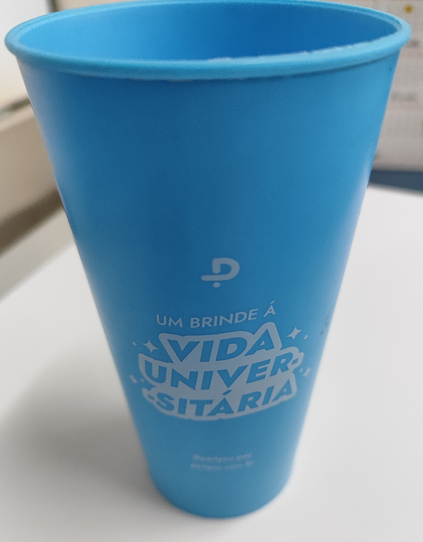 UM BRINDE Á
VIDA
UNIVER-
-SITÁRIA